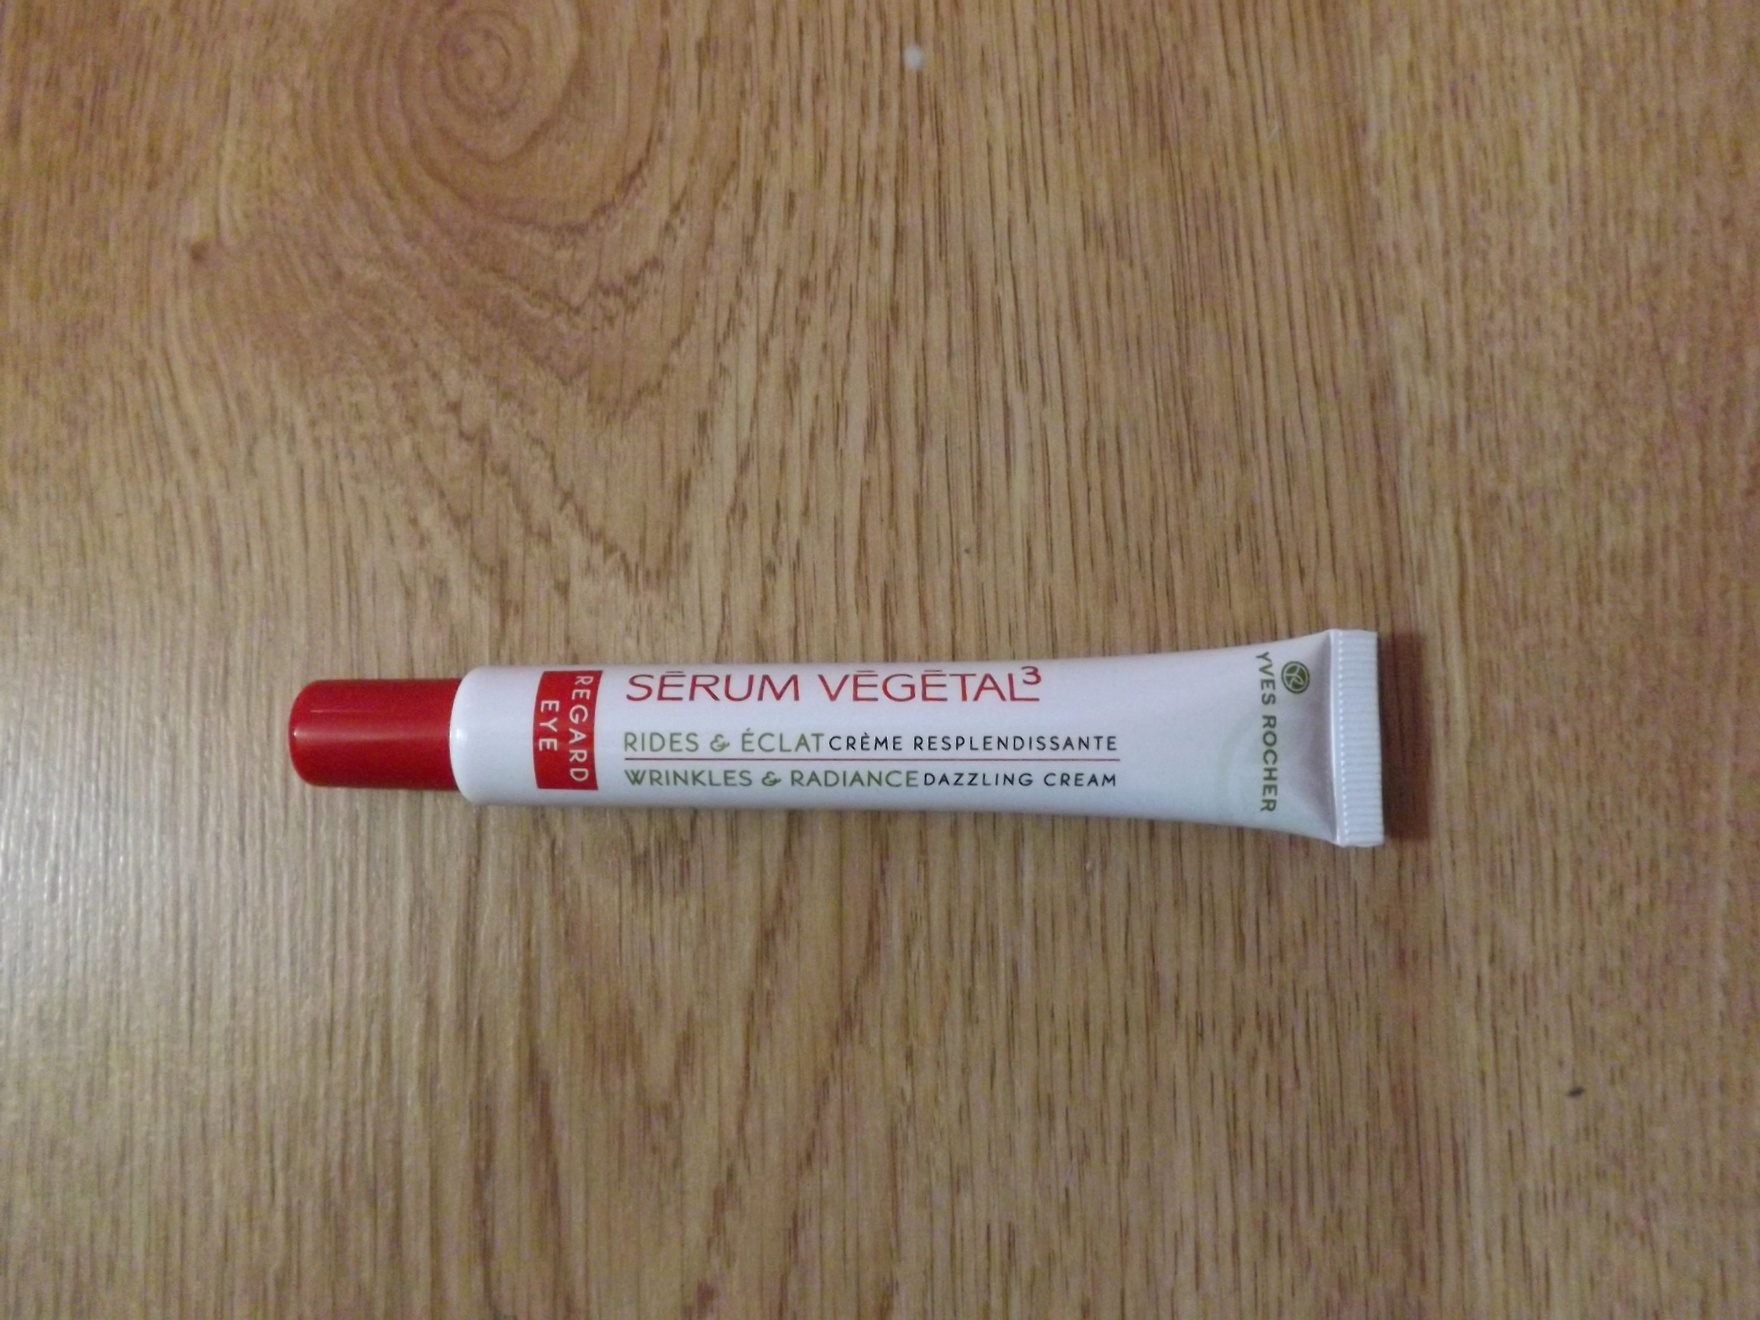 REGARD
EYE
SÉRUM VÉGÉTAL³
RIDES & ÉCLAT CRÈME RESPLENDISSANTE
WRINKLES & RADIANCE DAZZLING CREAM
YVES ROCHER